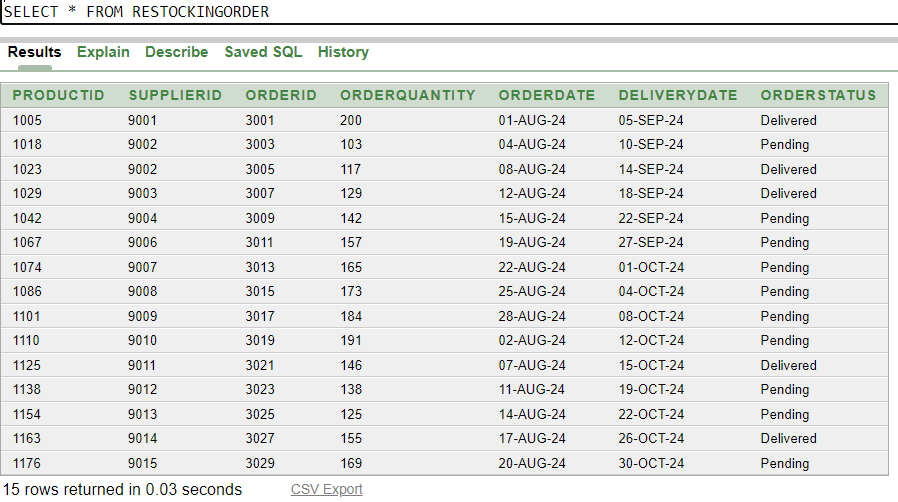 SELECT * FROM RESTOCKINGORDER
Results Explain Describe Saved SQL History
PRODUCTID SUPPLIERID ORDERID ORDERQUANTITY ORDERDATE DELIVERYDATE ORDERSTATUS
1005 9001 3001 200 01-AUG-24 05-SEP-24 Delivered
1018 9002 3003 103 04-AUG-24 10-SEP-24 Pending
1023 9002 3005 117 08-AUG-24 14-SEP-24 Delivered
1029 9003 3007 129 12-AUG-24 18-SEP-24 Delivered
1042 9004 3009 142 15-AUG-24 22-SEP-24 Pending
1067 9006 3011 157 19-AUG-24 27-SEP-24 Pending
1074 9007 3013 165 22-AUG-24 01-OCT-24 Pending
1086 9008 3015 173 25-AUG-24 04-OCT-24 Pending
1101 9009 3017 184 28-AUG-24 08-OCT-24 Pending
1110 9010 3019 191 02-AUG-24 12-OCT-24 Pending
1125 9011 3021 146 07-AUG-24 15-OCT-24 Delivered
1138 9012 3023 138 11-AUG-24 19-OCT-24 Pending
1154 9013 3025 125 14-AUG-24 22-OCT-24 Pending
1163 9014 3027 155 17-AUG-24 26-OCT-24 Delivered
1176 9015 3029 169 20-AUG-24 30-OCT-24 Pending
15 rows returned in 0.03 seconds CSV Export